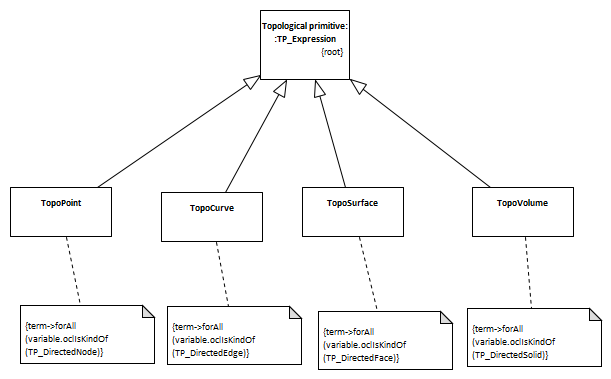 Topological primitive:
:TP_Expression
{root}
TopoPoint
TopoCurve
TopoSurface
TopoVolume
{term->forAll
(variable.oclIsKindOf
(TP_DirectedNode)}
{term->forAll
(variable.oclIsKindOf
(TP_DirectedEdge)}
{term->forAll
(variable.oclIsKindOf
(TP_DirectedFace)}
{term->forAll
(variable.oclIsKindOf
(TP_DirectedSolid)}